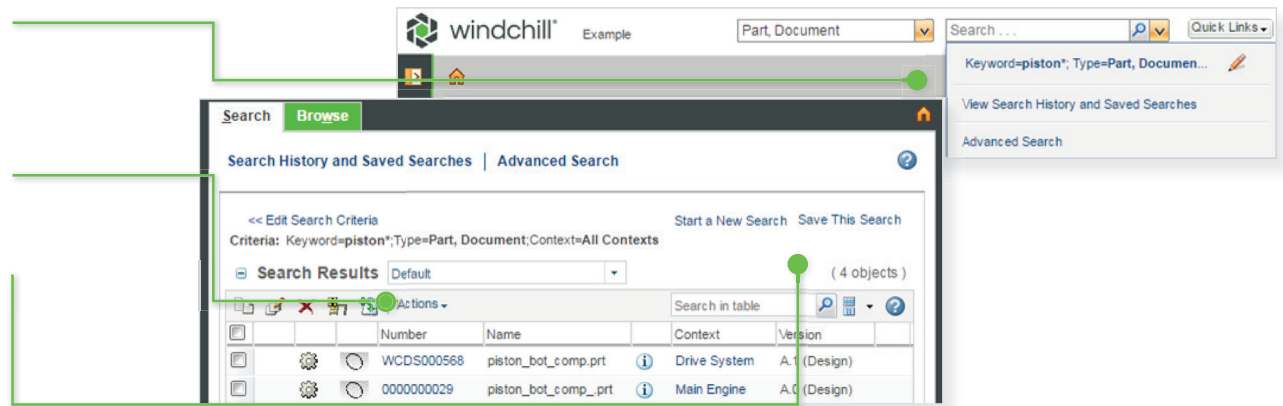 windchill® Example Part, Document Search . . . Quick Links
Keyword=piston*; Type=Part, Documen...
View Search History and Saved Searches
Advanced Search
Search Browse
Search History and Saved Searches | Advanced Search
<< Edit Search Criteria Start a New Search Save This Search
Criteria: Keyword=piston*;Type=Part, Document;Context=All Contexts
Search Results Default ( 4 objects )
Actions Search in table
Number Name Context Version
WCDS000568 piston_bot_comp.prt Drive System A.1 (Design)
0000000029 piston_bot_comp_.prt Main Engine A.0 (Design)